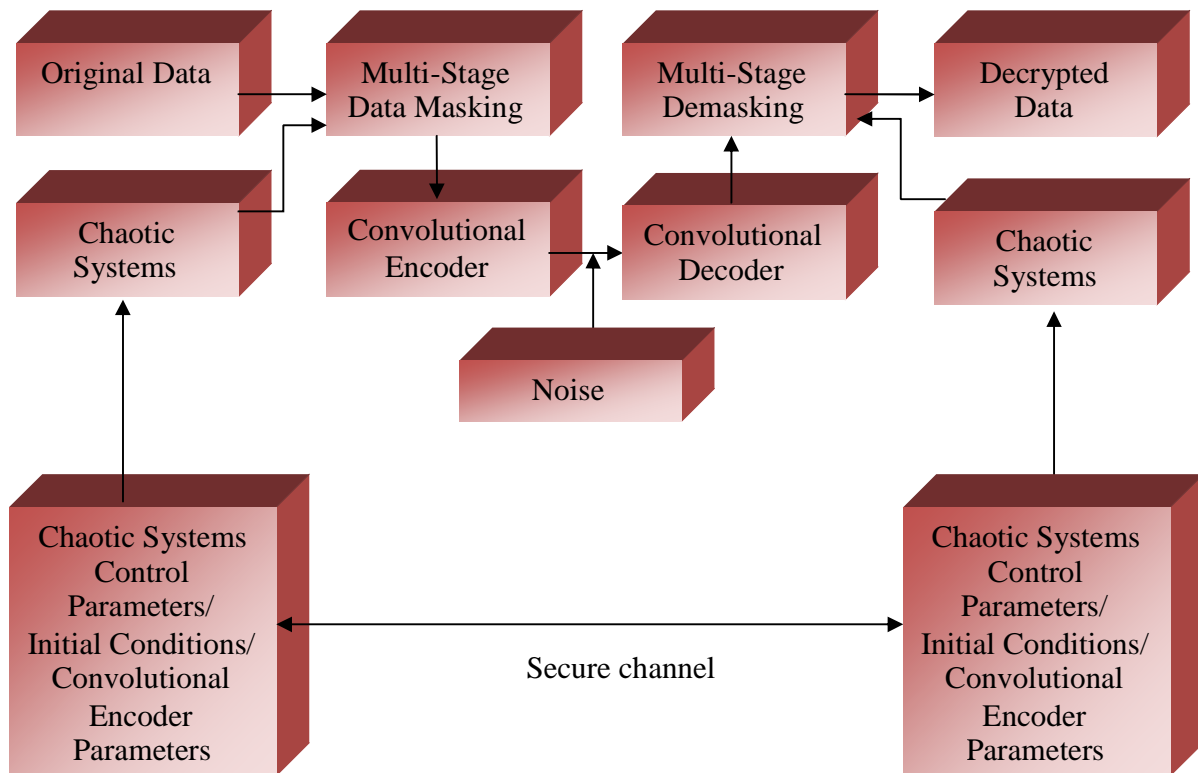 Original Data
Multi-Stage
Data Masking
Multi-Stage
Demasking
Decrypted
Data
Chaotic
Systems
Convolutional
Encoder
Convolutional
Decoder
Chaotic
Systems
Noise
Chaotic Systems
Control
Parameters/
Initial Conditions/
Convolutional
Encoder
Parameters
Secure channel
Chaotic Systems
Control
Parameters/
Initial Conditions/
Convolutional
Encoder
Parameters